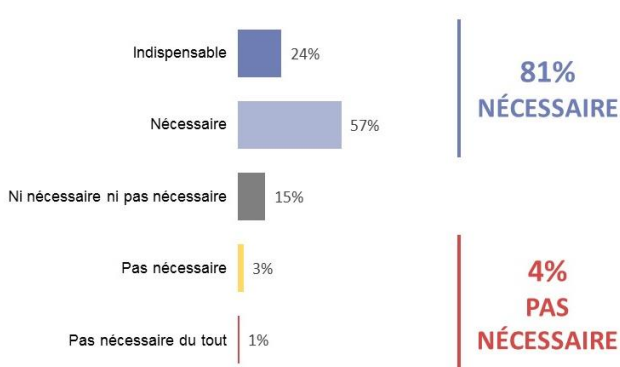 Indispensable 24%
81%
NÉCESSAIRE
Nécessaire 57%
Ni nécessaire ni pas nécessaire 15%
Pas nécessaire 3%
4%
PAS
NÉCESSAIRE
Pas nécessaire du tout 1%